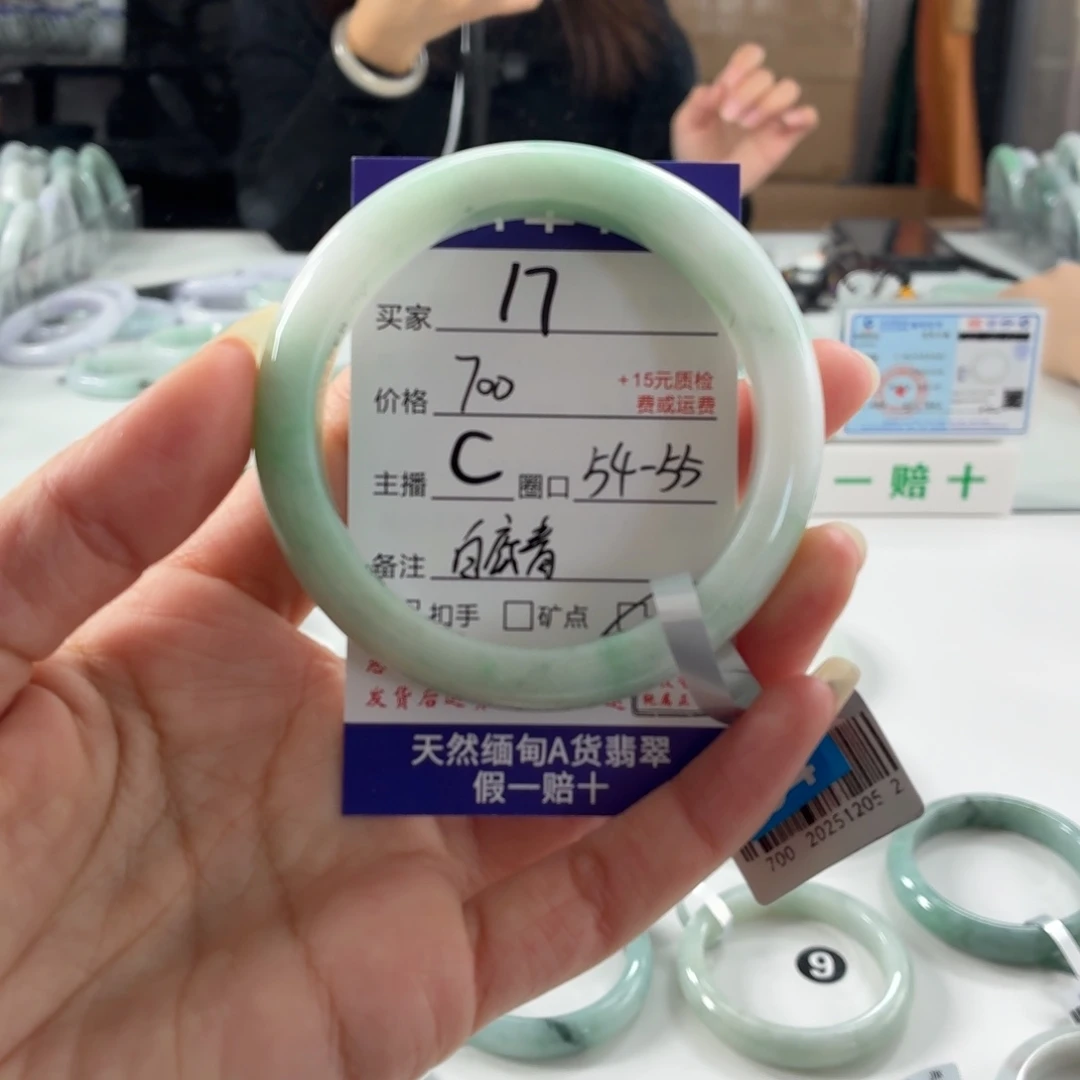 买家 17
价格 700 +15元质检
费或运费
主播 C 圈口 54-55
备注 白底青
扣手 矿点
发货后
天然缅甸A货翡翠
假一赔十
700 20251205 2
一赔十
9